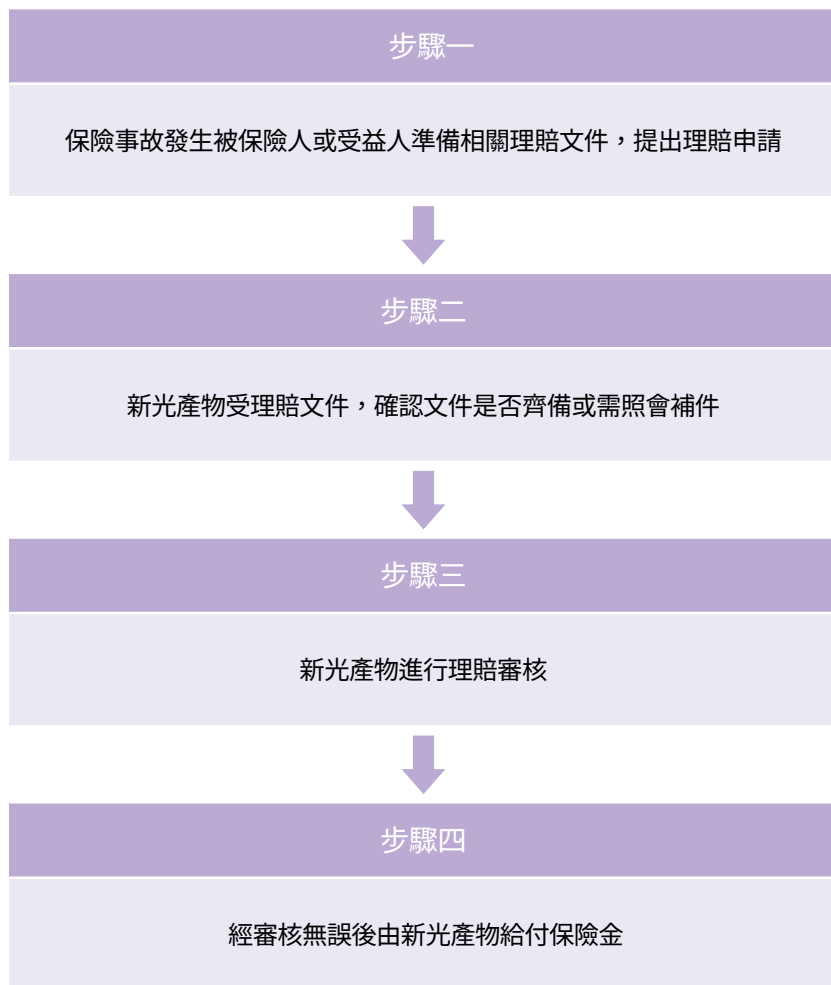 步驟一
保險事故發生被保險人或受益人準備相關理賠文件，提出理賠申請
步驟二
新光產物受理賠文件，確認文件是否齊備或需照會補件
步驟三
新光產物進行理賠審核
步驟四
經審核無誤後由新光產物給付保險金